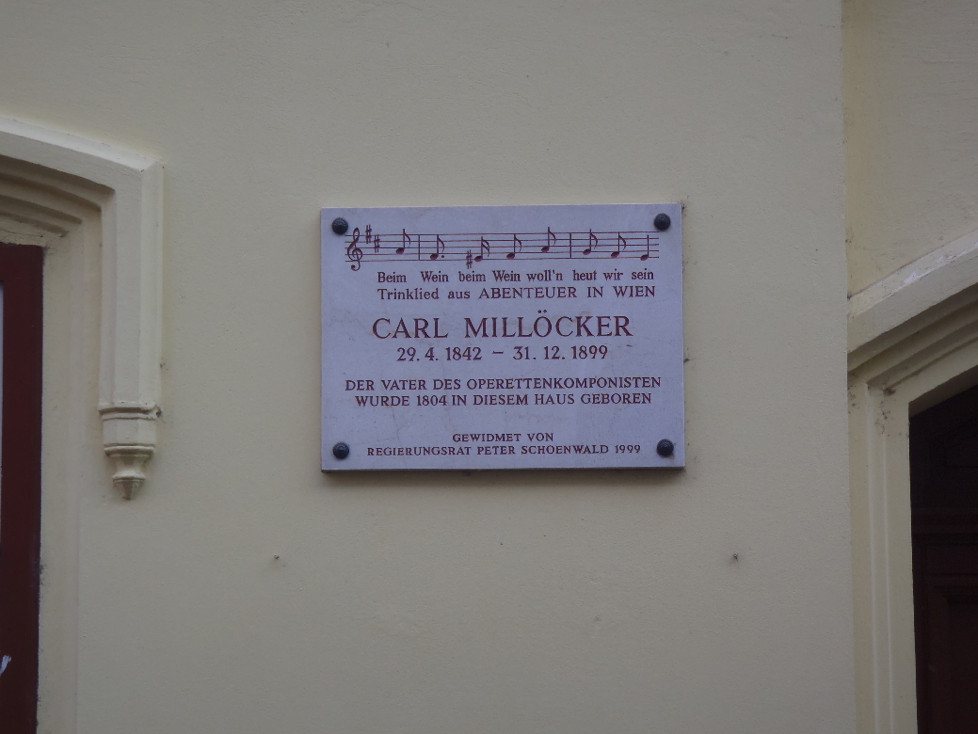 Beim Wein beim Wein woll'n heut wir sein
Trinklied aus ABENTEUER IN WIEN
CARL MILLÖCKER
29. 4. 1842 – 31. 12. 1899
DER VATER DES OPERETTENKOMPONISTEN
WURDE 1804 IN DIESEM HAUS GEBOREN
GEWIDMET VON
REGIERUNGSRAT PETER SCHOENWALD 1999